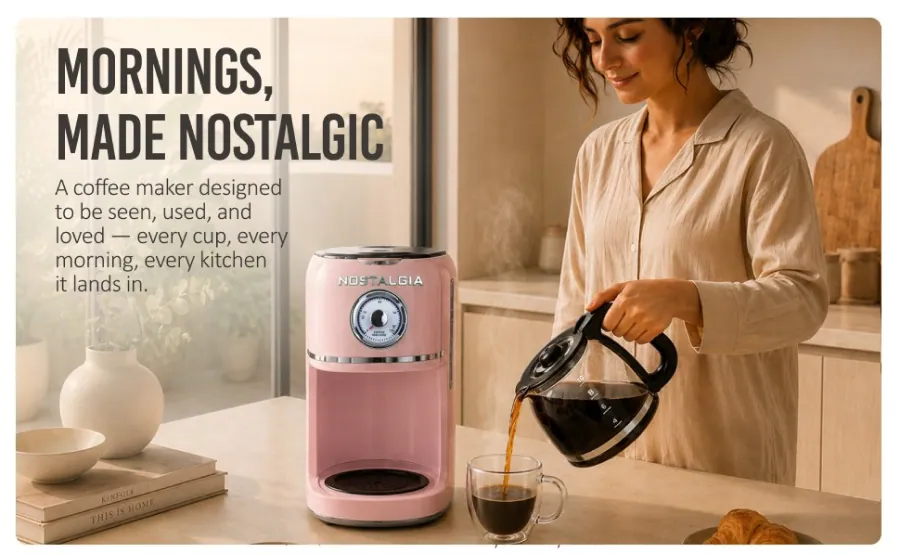 MORNINGS,
MADE NOSTALGIC
A coffee maker designed
to be seen, used, and
loved — every cup, every
morning, every kitchen
it lands in.
NOSTALGIA
KINFOLK
THIS IS HOME